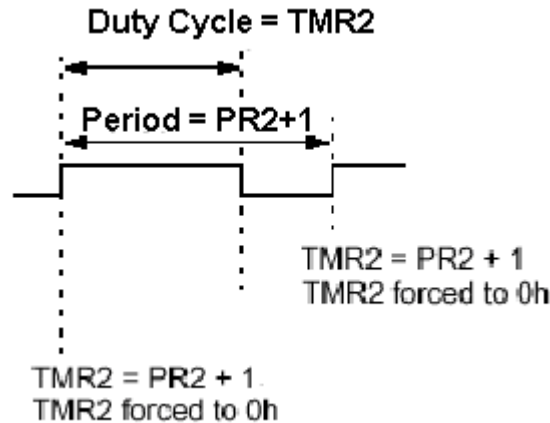 Duty Cycle = TMR2
Period = PR2+1
TMR2 = PR2 + 1
TMR2 forced to 0h
TMR2 = PR2 + 1
TMR2 forced to 0h